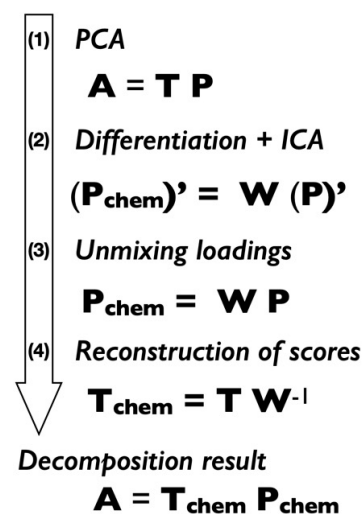 (1) PCA
A = T P
(2) Differentiation + ICA
(Pchem)’ = W (P)’
(3) Unmixing loadings
Pchem = W P
(4) Reconstruction of scores
Tchem = T W-1
Decomposition result
A = Tchem Pchem